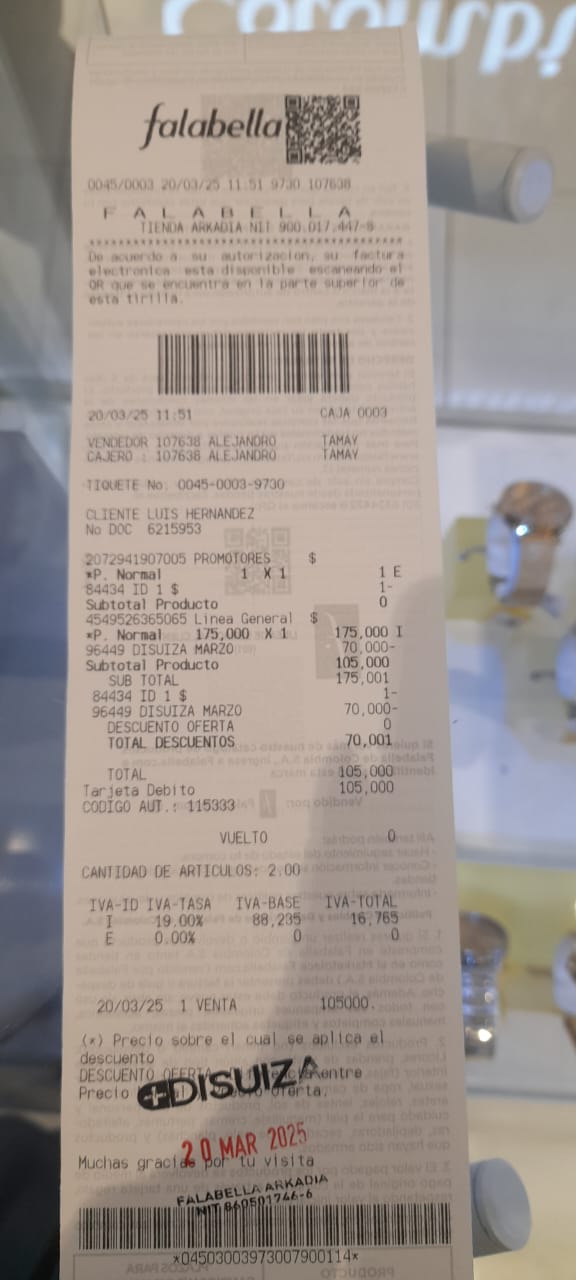 falabella
0045/0003 20/03/25 11:51 9730 107638
F A L A B E L L A
TIENDA ARKADIA NIT 900.017.447-8
****************************************
De acuerdo a su autorizacion, su factura
electronica esta disponible escaneando el
QR que se encuentra en la parte superior de
esta tirilla.
20/03/25 11:51 CAJA 0003
VENDEDOR 107638 ALEJANDRO TAMAY
CAJERO : 107638 ALEJANDRO TAMAY
TIQUETE No. 0045-0003-9730
CLIENTE LUIS HERNANDEZ
No DOC 6215953
2072941907005 PROMOTORES $
*P. Normal 1 X 1 1 E
84434 ID 1 $ 1-
Subtotal Producto 0
4549526365065 Linea General $
*P. Normal 175,000 X 1 175,000 I
96449 DISUIZA MARZO 70,000-
Subtotal Producto 105,000
SUB TOTAL 175,001
84434 ID 1 $ 1-
96449 DISUIZA MARZO 70,000-
DESCUENTO OFERTA 0
TOTAL DESCUENTOS 70,001
TOTAL 105,000
Tarjeta Debito 105,000
CODIGO AUT.: 115333
VUELTO 0
CANTIDAD DE ARTICULOS: 2.00
IVA-ID IVA-TASA IVA-BASE IVA-TOTAL
I 19.00% 88,235 16,765
E 0.00% 0 0
20/03/25 1 VENTA 105000.
(*) Precio sobre el cual se aplica el
descuento
DESCUENTO OFERTA entre
Precio oferta.
DISUIZA
20 MAR 2025
Muchas gracias por tu visita
FALABELLA ARKADIA
NIT 860501746-6
*04503003973007900114*